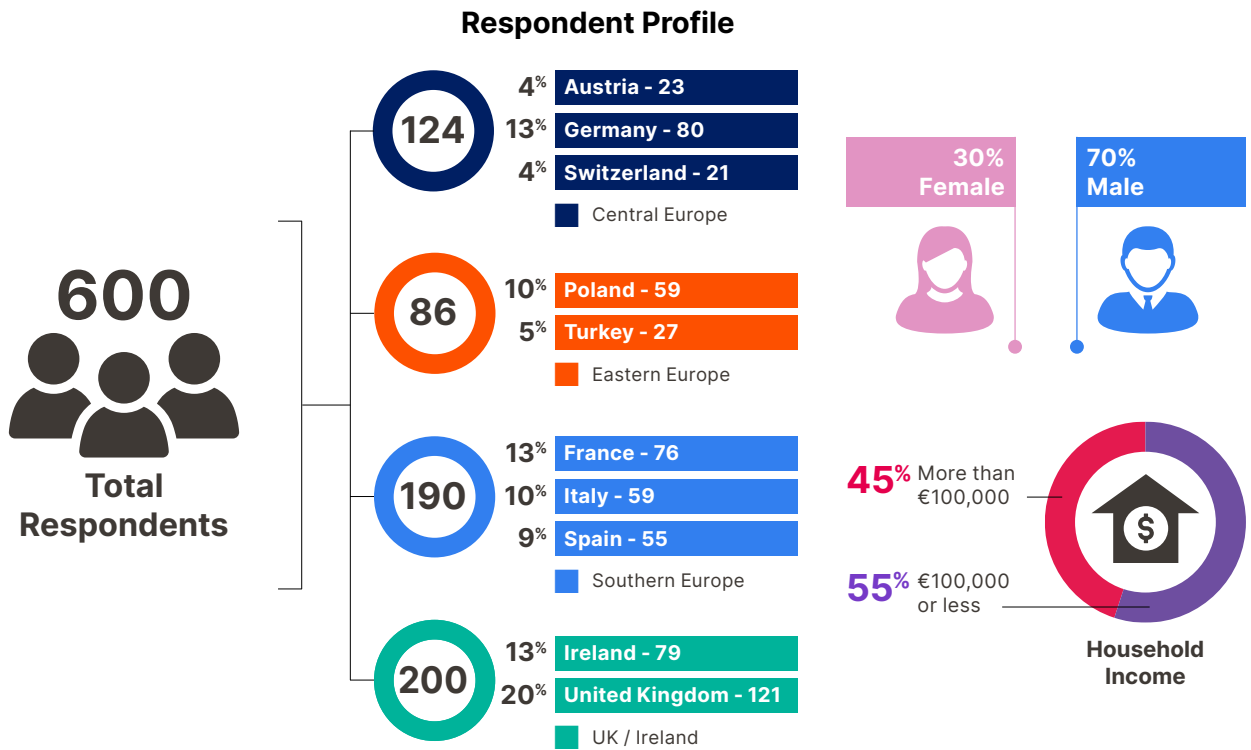 Respondent Profile
600
Total
Respondents
124
4% Austria - 23
13% Germany - 80
4% Switzerland - 21
Central Europe
86
10% Poland - 59
5% Turkey - 27
Eastern Europe
190
13% France - 76
10% Italy - 59
9% Spain - 55
Southern Europe
200
13% Ireland - 79
20% United Kingdom - 121
UK / Ireland
30%
Female
70%
Male
45% More than
€100,000
55% €100,000
or less
$
Household
Income